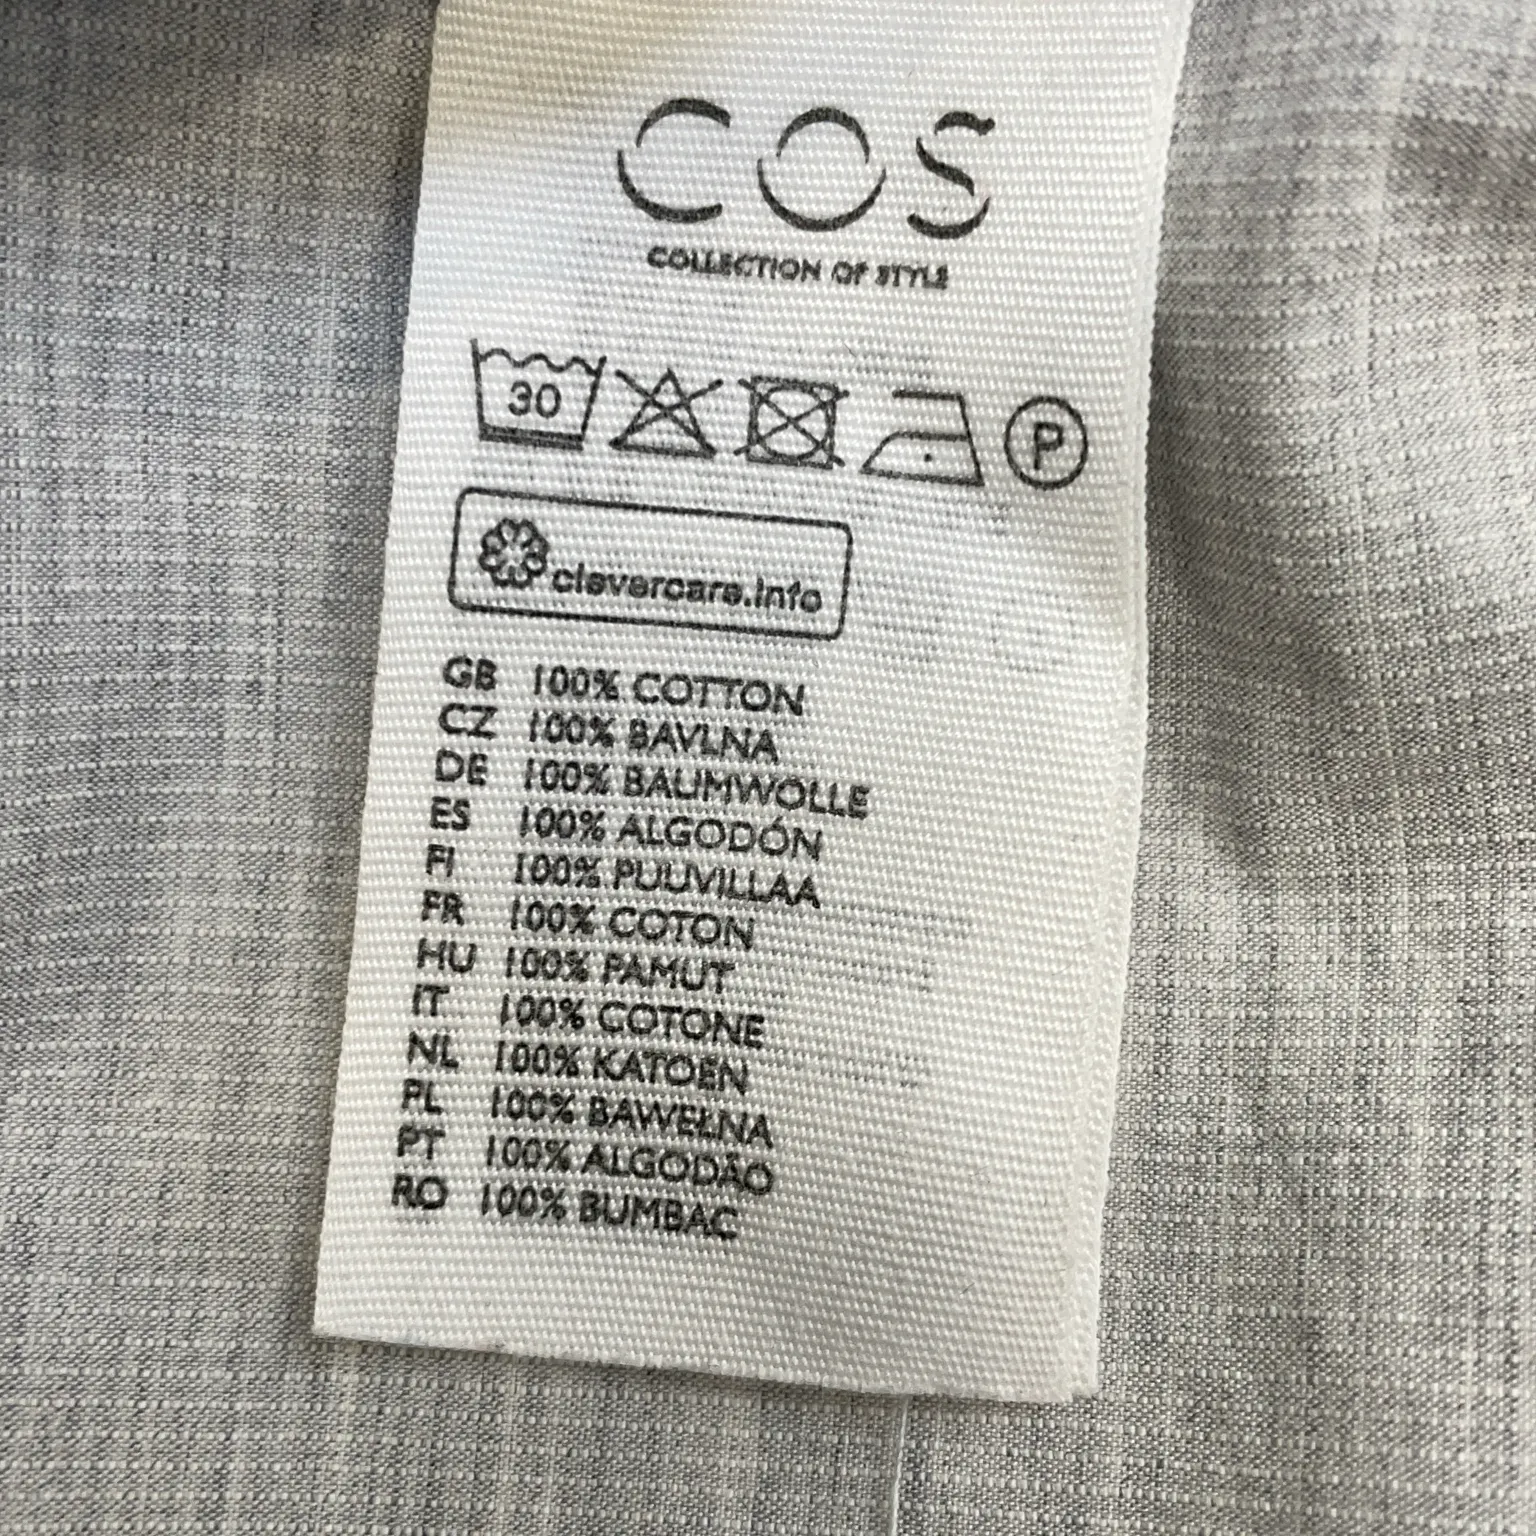 COS
COLLECTION OF STYLE
30 P
clevercare.info
GB 100% COTTON
CZ 100% BAVLNA
DE 100% BAUMWOLLE
ES 100% ALGODÓN
FI 100% PUUVILLAA
FR 100% COTON
HU 100% PAMUT
IT 100% COTONE
NL 100% KATOEN
PL 100% BAWEŁNA
PT 100% ALGODÃO
RO 100% BUMBAC